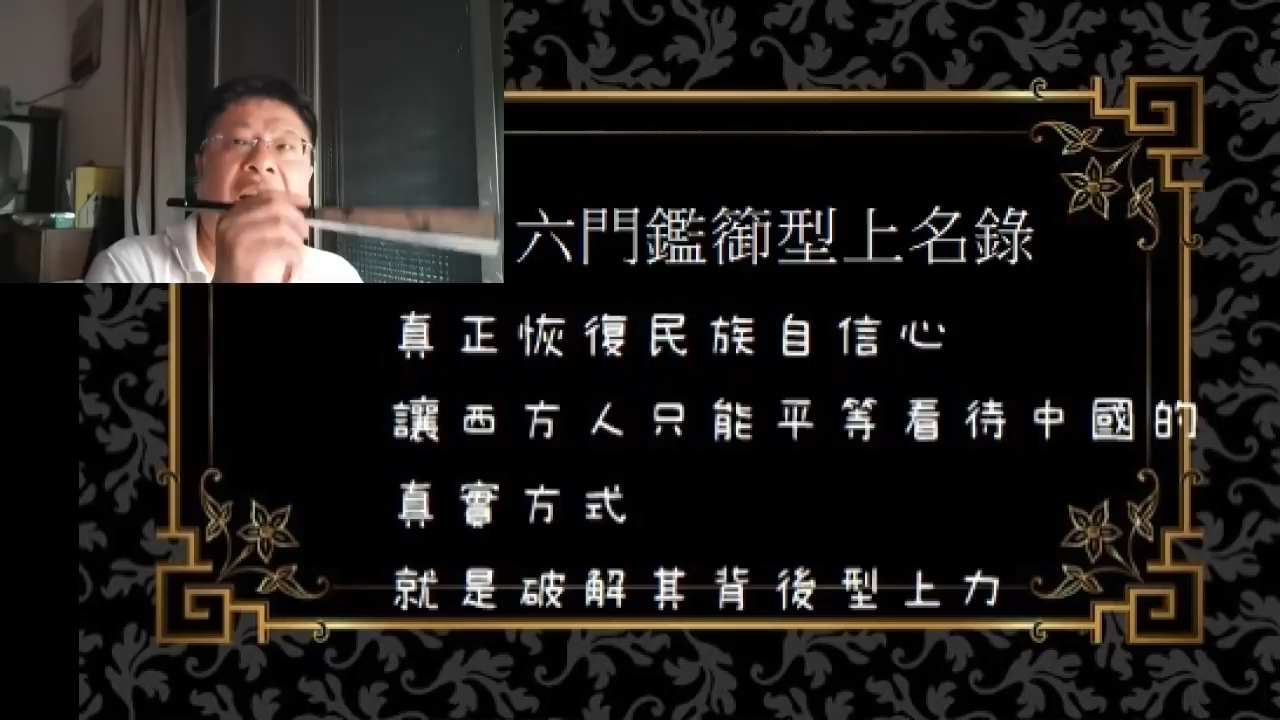 六門鑑籞型上名錄
真正恢復民族自信心
讓西方人只能平等看待中國的
真實方式
就是破解其背後型上力